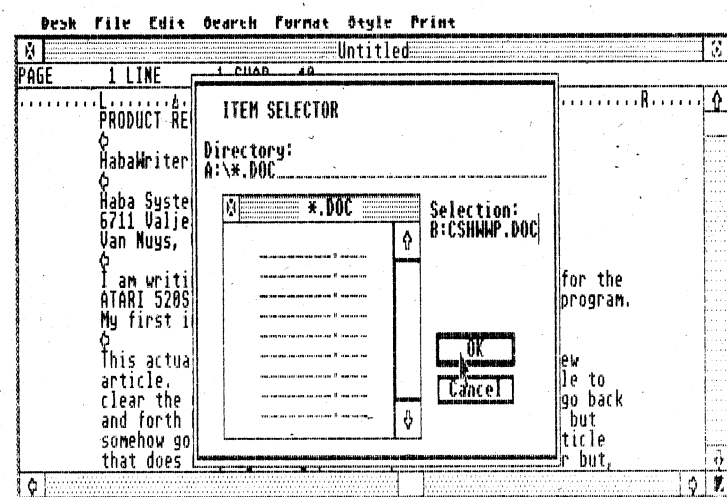 Desk File Edit Search Format Style Print
Untitled
PAGE 1 LINE 1 CHAR 40
L R
PRODUCT RE
HabaWriter
Haba Syste
6711 Valje
Van Nuys,
I am writi for the
ATARI 520S program.
My first i
This actua ew
article. le to
clear the go back
and forth but
somehow go ticle
that does r but,
ITEM SELECTOR
Directory:
A:\*.DOC
*.DOC
Selection:
B:CSHWWP.DOC
OK
Cancel